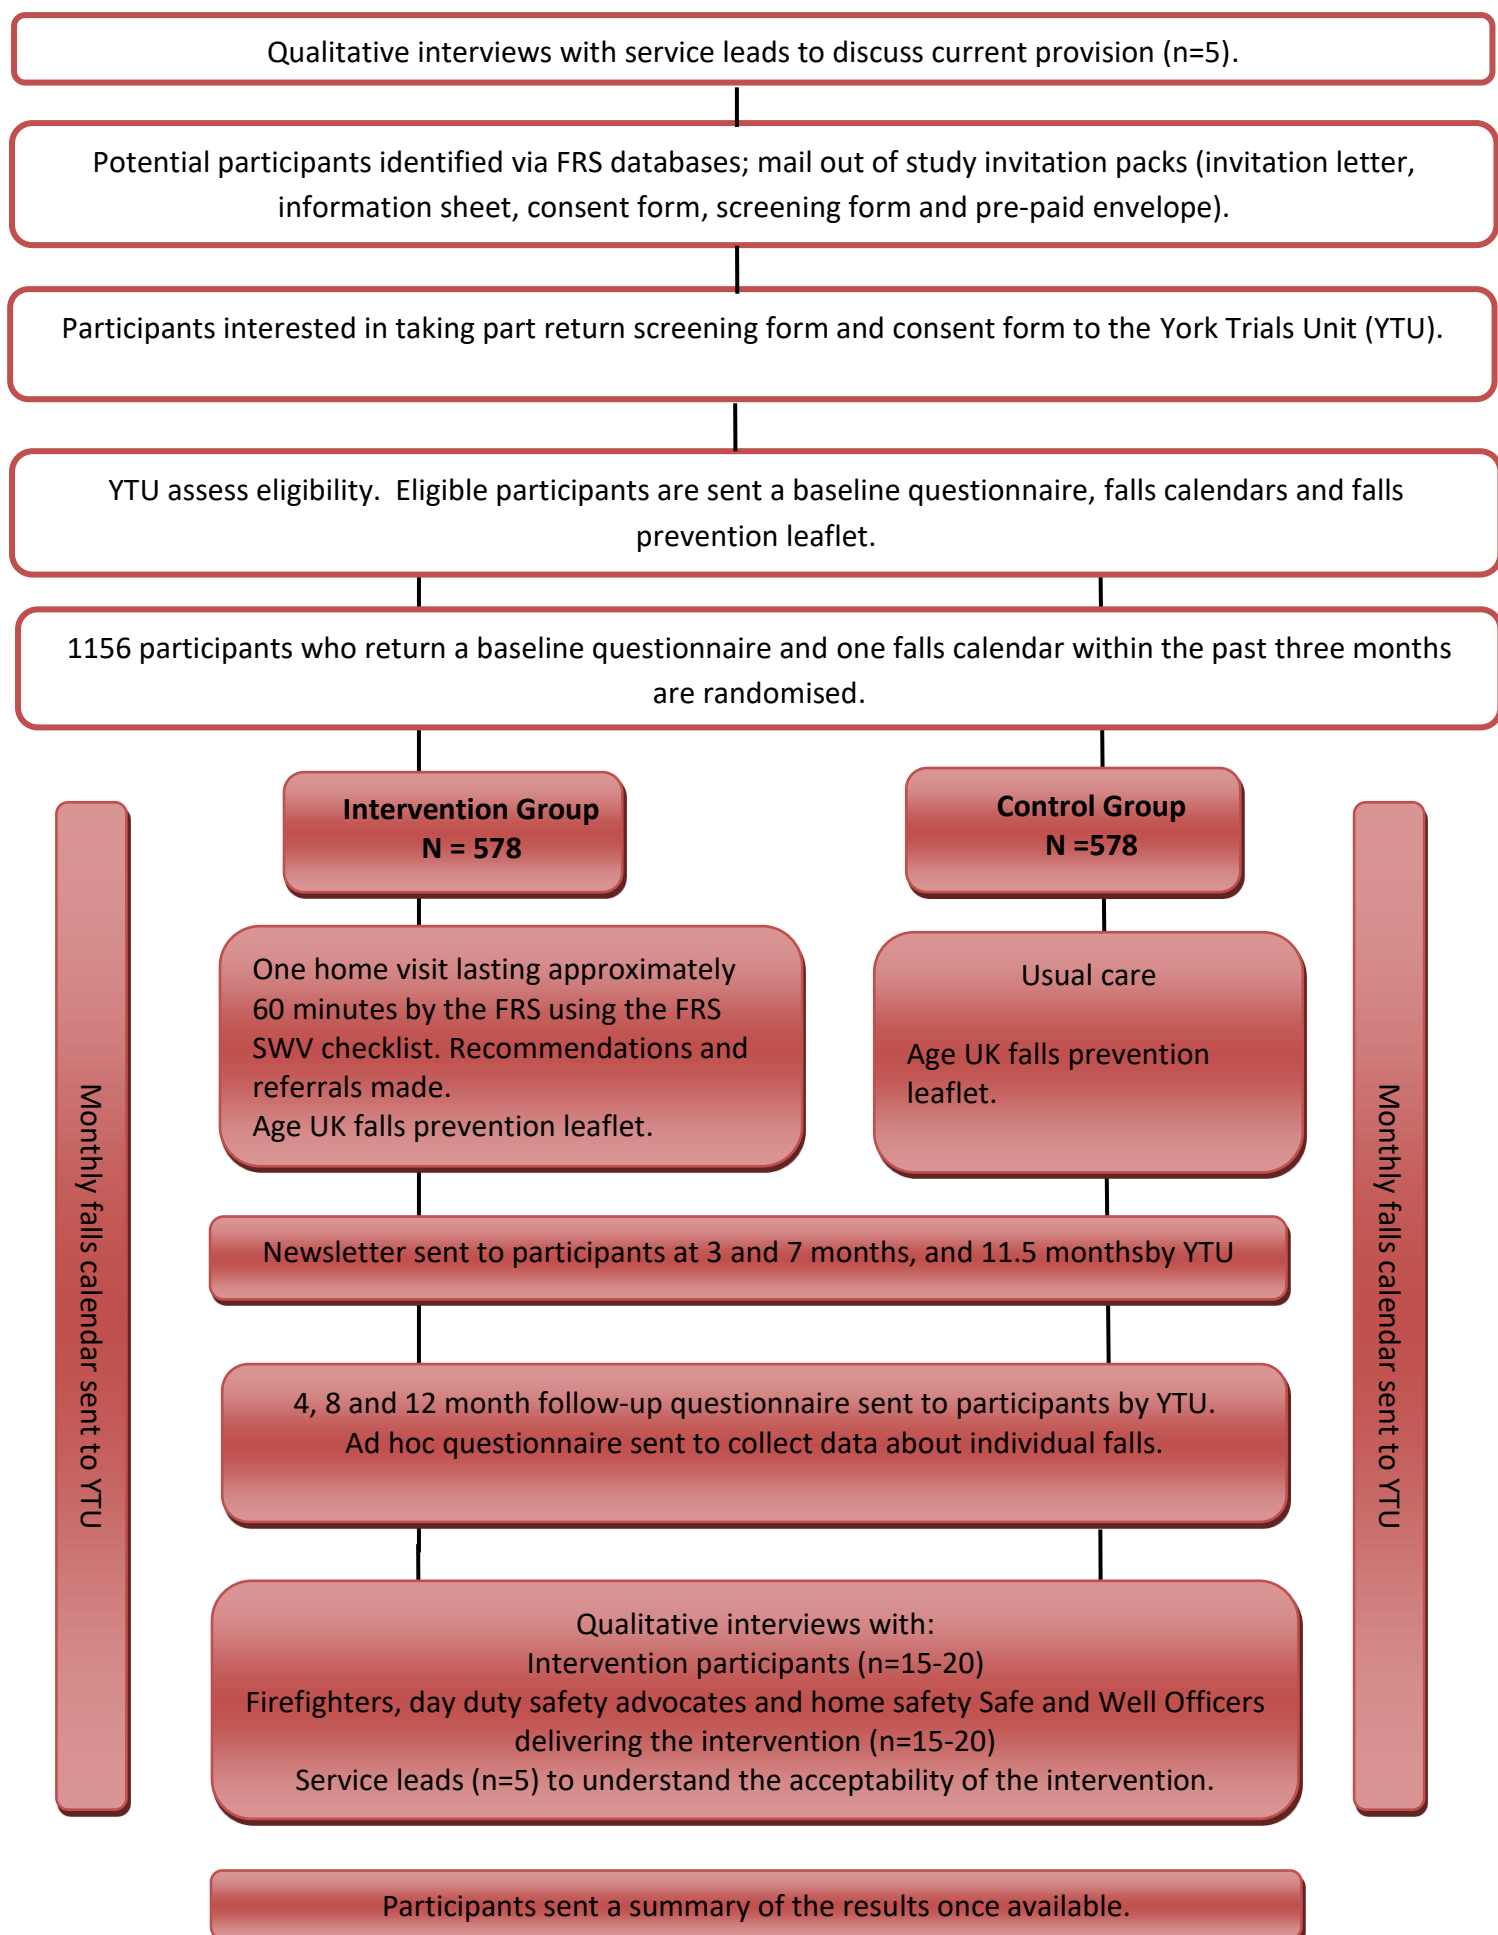 Qualitative interviews with service leads to discuss current provision (n=5).
Potential participants identified via FRS databases; mail out of study invitation packs (invitation letter,
information sheet, consent form, screening form and pre-paid envelope).
Participants interested in taking part return screening form and consent form to the York Trials Unit (YTU).
YTU assess eligibility.  Eligible participants are sent a baseline questionnaire, falls calendars and falls
prevention leaflet.
1156 participants who return a baseline questionnaire and one falls calendar within the past three months
are randomised.
Intervention Group
N = 578
Control Group
N =578
Monthly falls calendar sent to YTU
One home visit lasting approximately
60 minutes by the FRS using the FRS
SWV checklist. Recommendations and
referrals made.
Age UK falls prevention leaflet.
Usual care
Age UK falls prevention
leaflet.
Monthly falls calendar sent to YTU
Newsletter sent to participants at 3 and 7 months, and 11.5 monthsby YTU
4, 8 and 12 month follow-up questionnaire sent to participants by YTU.
Ad hoc questionnaire sent to collect data about individual falls.
Qualitative interviews with:
Intervention participants (n=15-20)
Firefighters, day duty safety advocates and home safety Safe and Well Officers
delivering the intervention (n=15-20)
Service leads (n=5) to understand the acceptability of the intervention.
Participants sent a summary of the results once available.